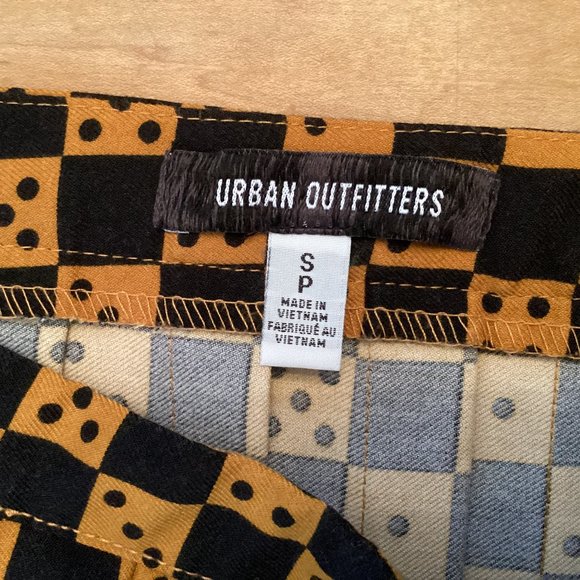 URBAN OUTFITTERS
S
P
MADE IN
VIETNAM
FABRIQUÉ AU
VIETNAM